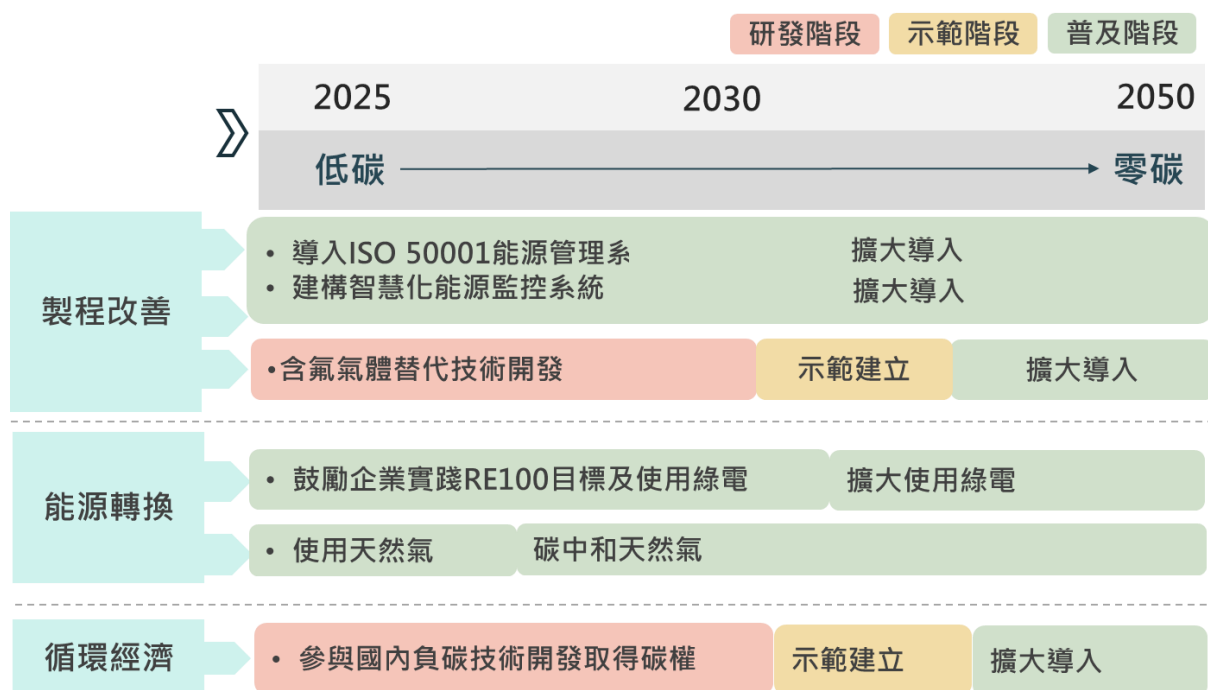 研發階段 示範階段 普及階段
2025 2030 2050
低碳 零碳
製程改善
• 導入ISO 50001能源管理系 擴大導入
• 建構智慧化能源監控系統 擴大導入
•含氟氣體替代技術開發 示範建立 擴大導入
能源轉換
• 鼓勵企業實踐RE100目標及使用綠電 擴大使用綠電
• 使用天然氣 碳中和天然氣
循環經濟
• 參與國內負碳技術開發取得碳權 示範建立 擴大導入